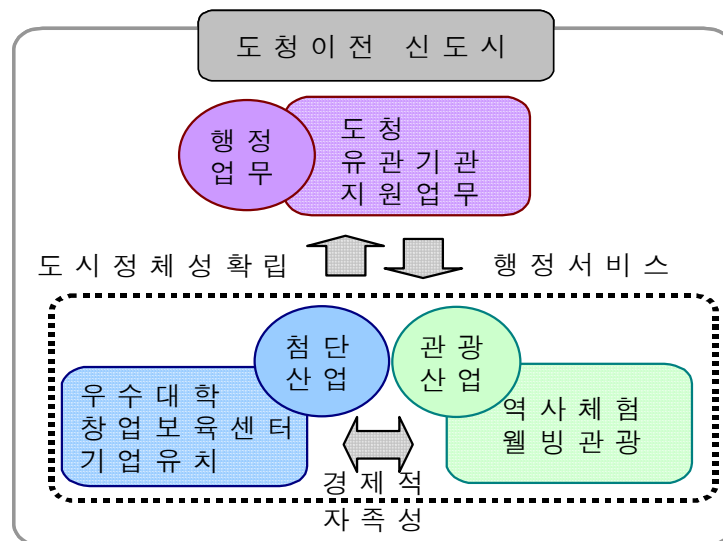 도청이전 신도시
행정
업무
도청
유관기관
지원업무
도시정체성확립
행정서비스
첨단
산업
관광
산업
우수대학
창업보육센터
기업유치
역사체험
웰빙관광
경제적
자족성